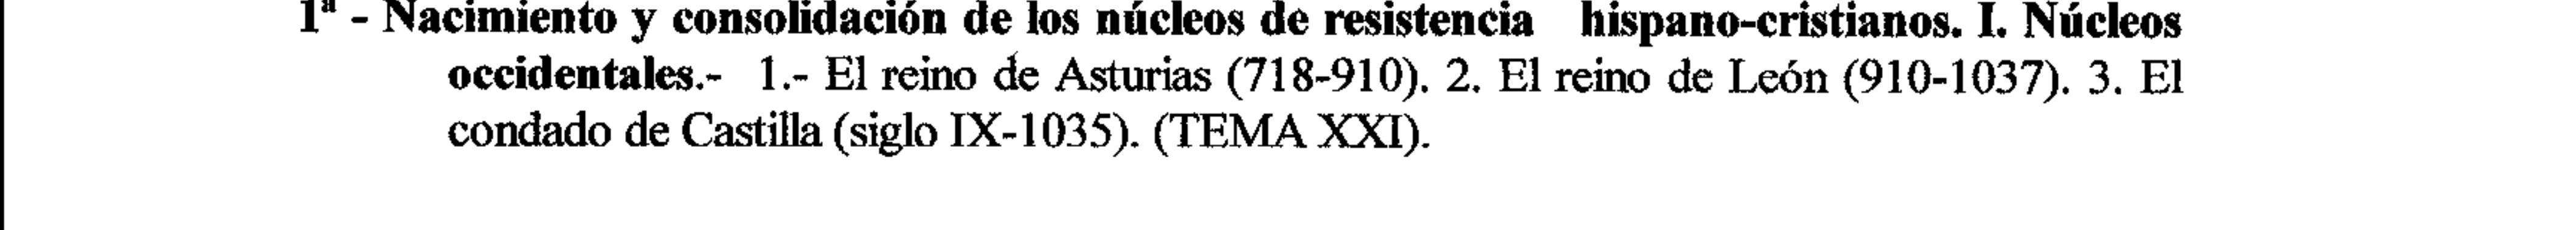 1ª - Nacimiento y consolidación de los núcleos de resistencia hispano-cristianos. I. Núcleos
occidentales.- 1.- El reino de Asturias (718-910). 2. El reino de León (910-1037). 3. El
condado de Castilla (siglo IX-1035). (TEMA XXI).